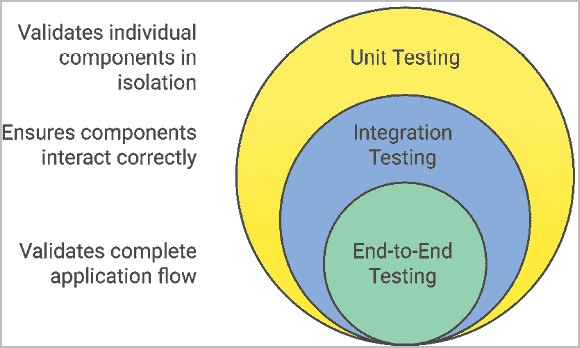 Validates individual
components in
isolation
Unit Testing
Ensures components
interact correctly
Integration
Testing
Validates complete
application flow
End-to-End
Testing